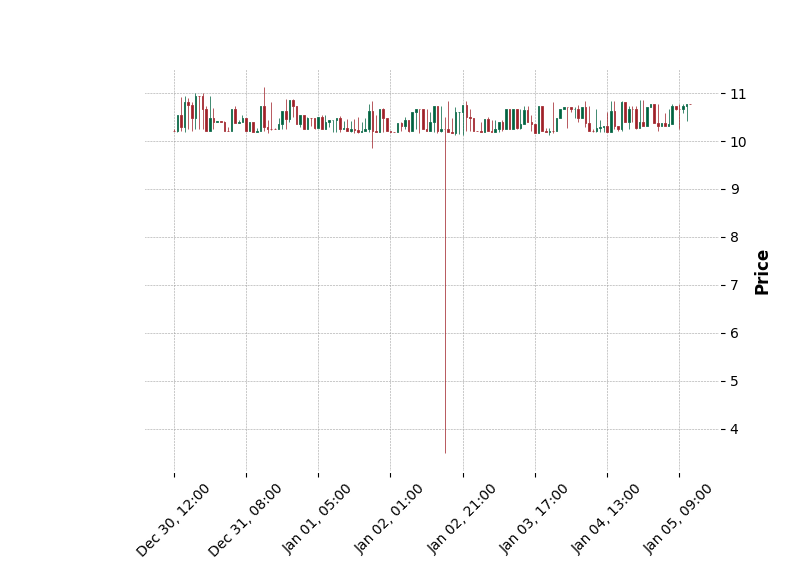 11
10
9
8
7
6
5
4
Price
Dec 30, 12:00
Dec 31, 08:00
Jan 01, 05:00
Jan 02, 01:00
Jan 02, 21:00
Jan 03, 17:00
Jan 04, 13:00
Jan 05, 09:00